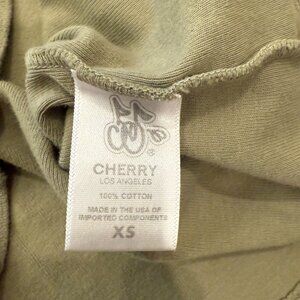 ®
CHERRY
LOS ANGELES
100% COTTON
MADE IN THE USA OF
IMPORTED COMPONENTS
XS